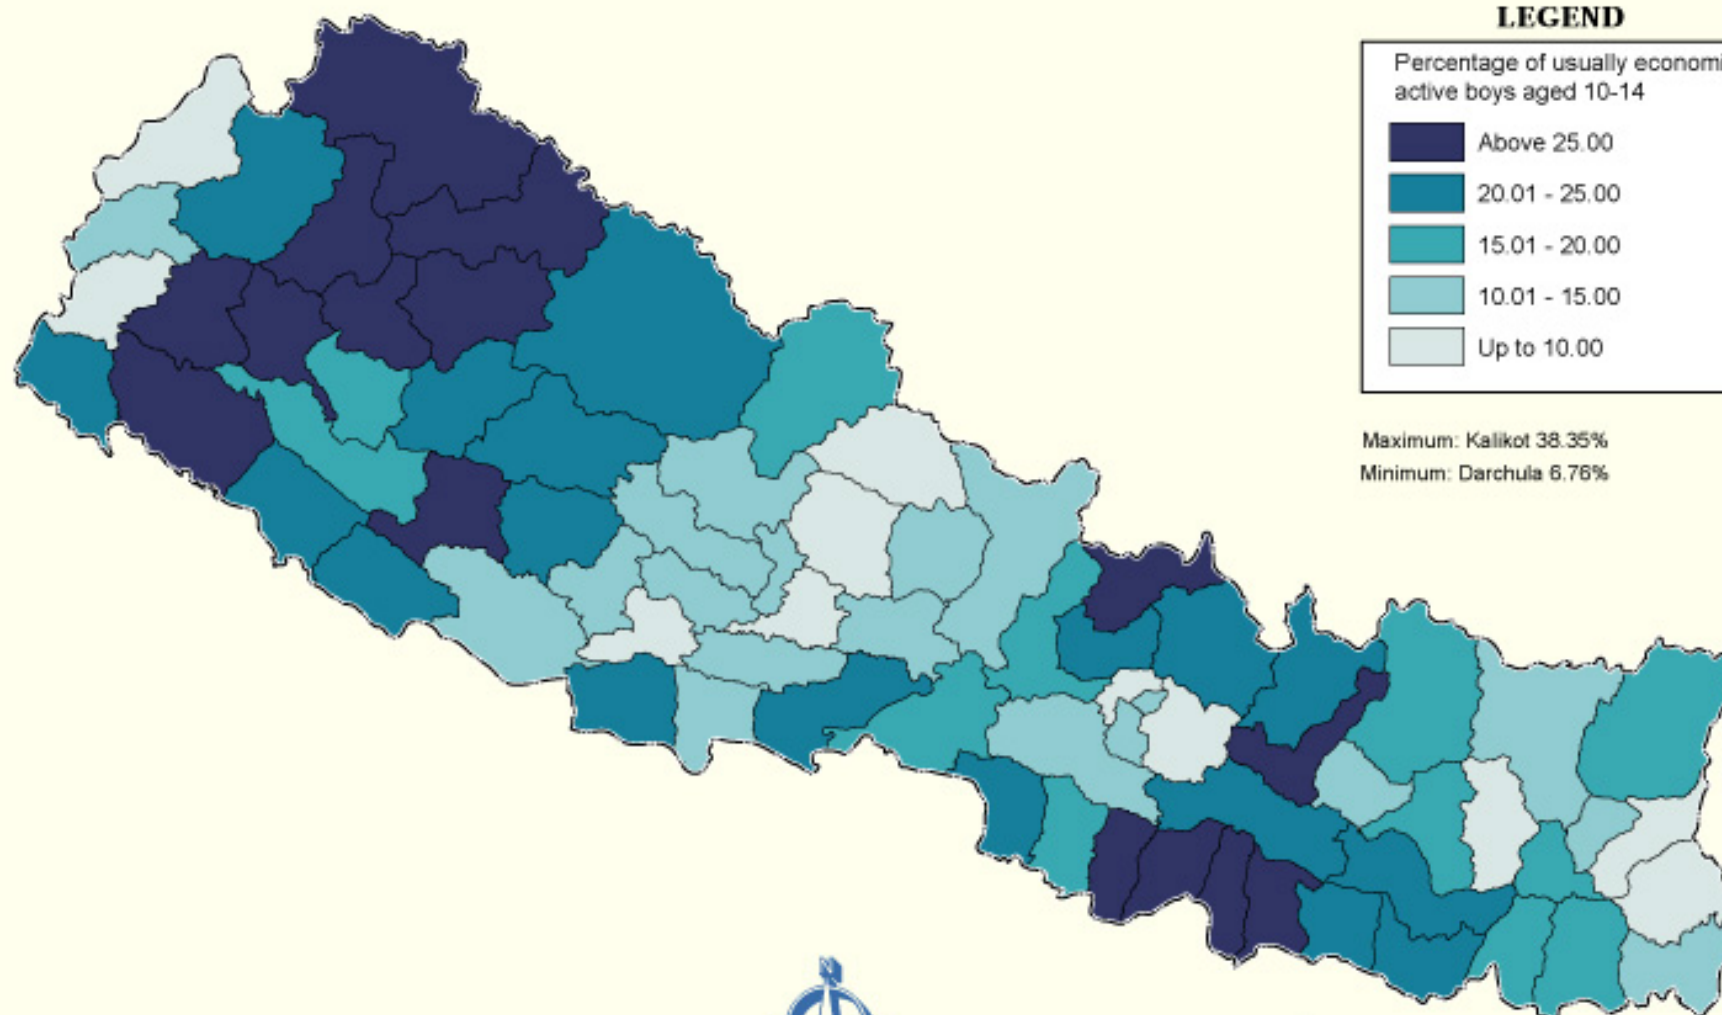 LEGEND
Percentage of usually economi
active boys aged 10-14
Above 25.00
20.01 - 25.00
15.01 - 20.00
10.01 - 15.00
Up to 10.00
Maximum: Kalikot 38.35%
Minimum: Darchula 6.76%
N